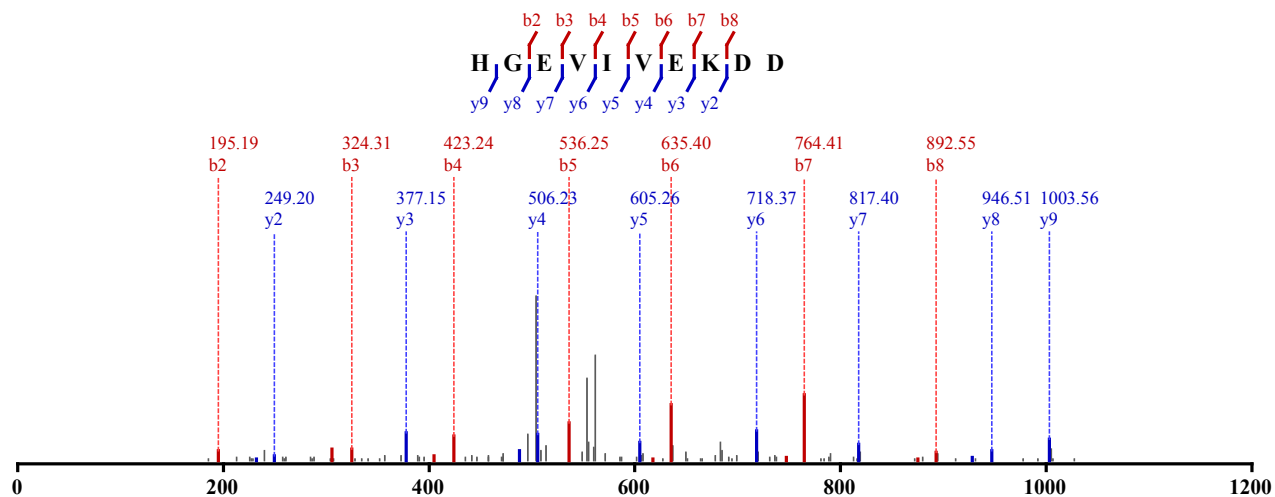 b2 b3 b4 b5 b6 b7 b8
H G E V I V E K D D
y9 y8 y7 y6 y5 y4 y3 y2
195.19 324.31 423.24 536.25 635.40 764.41 892.55
b2 b3 b4 b5 b6 b7 b8
249.20 377.15 506.23 605.26 718.37 817.40 946.51 1003.56
y2 y3 y4 y5 y6 y7 y8 y9
0 200 400 600 800 1000 1200